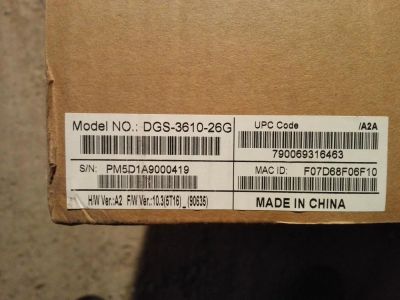 Model NO.: DGS-3610-26G
UPC Code /A2A
790069316463
S/N: PM5D1A9000419
MAC ID: F07D68F06F10
H/W Ver.:A2 F/W Ver.:10.3(5T16)_(90635)
MADE IN CHINA